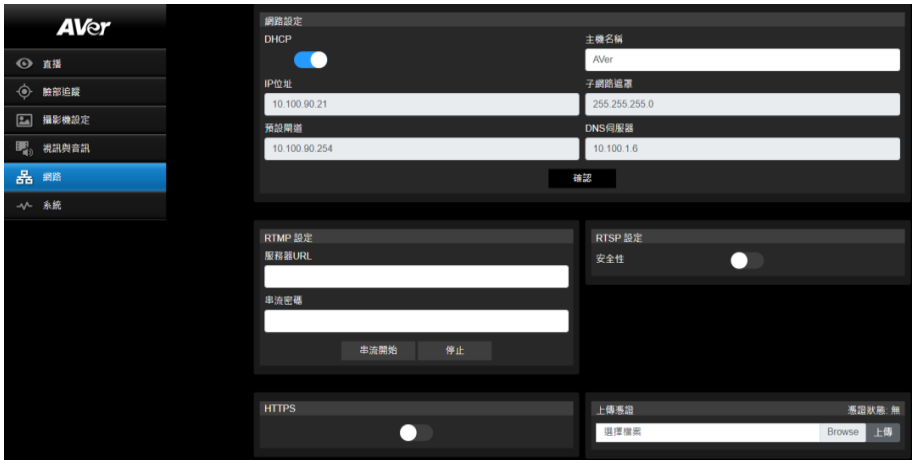 AVer
直播
臉部追蹤
攝影機設定
視訊與音訊
網路
系統
網路設定
DHCP
主機名稱
AVer
IP位址
子網路遮罩
10.100.90.21
255.255.255.0
預設閘道
DNS伺服器
10.100.90.254
10.100.1.6
確認
RTMP 設定
服務器URL
串流密碼
串流開始 停止
RTSP 設定
安全性
HTTPS
上傳憑證 憑證狀態: 無
選擇檔案 Browse 上傳